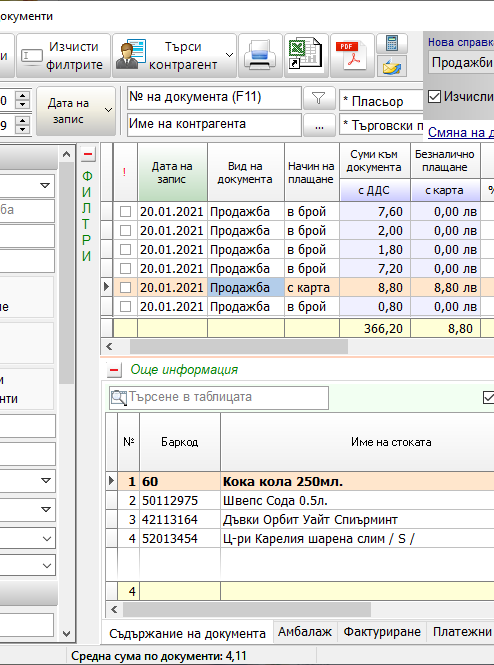 документи
и
Изчисти
филтрите
Търси
контрагент
PDF
Нова справка
Продажби
Изчисли
Смяна на д
0
9
Дата на
запис
№ на документа (F11)
Име на контрагента
...
* Пласьор
* Търговски п
ба
е
и
нти
ФИЛТРИ
!
Дата на
запис
Вид на
документа
Начин на
плащане
Суми към
документа
с ДДС
Безналично
плащане
с карта
%
20.01.2021 Продажба в брой 7,60 0,00 лв
20.01.2021 Продажба в брой 2,00 0,00 лв
20.01.2021 Продажба в брой 1,80 0,00 лв
20.01.2021 Продажба в брой 7,20 0,00 лв
20.01.2021 Продажба с карта 8,80 8,80 лв
20.01.2021 Продажба в брой 0,80 0,00 лв
366,20 8,80
Още информация
Търсене в таблицата
№ Баркод Име на стоката
1 60 Кока кола 250мл.
2 50112975 Швепс Сода 0.5л.
3 42113164 Дъвки Орбит Уайт Спиърминт
4 52013454 Ц-ри Карелия шарена слим / S /
4
Съдържание на документа Амбалаж Фактуриране Платежни
Средна сума по документи: 4,11